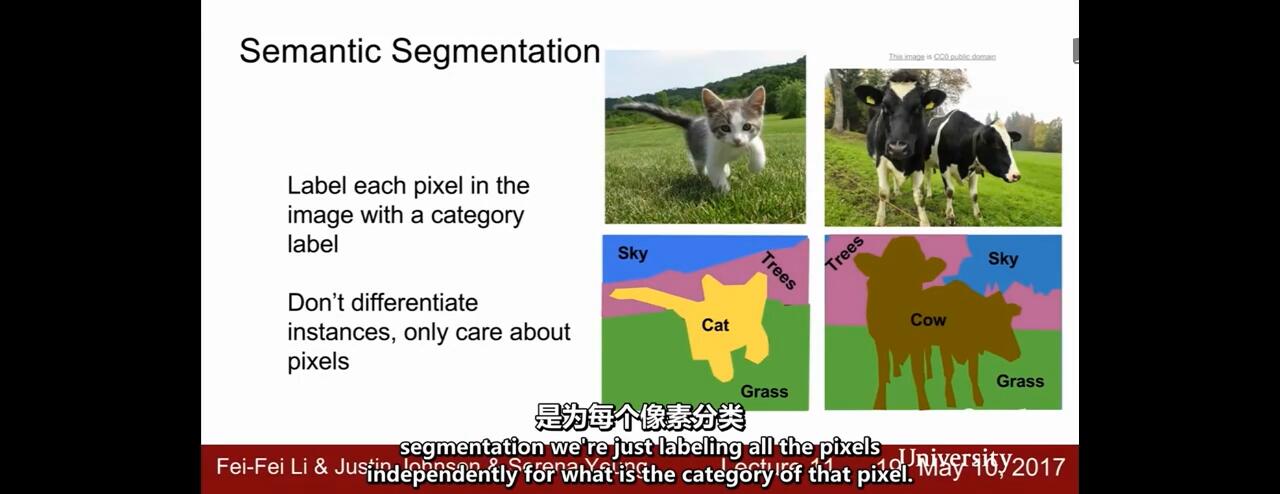 Semantic Segmentation
This image is CC0 public domain
Label each pixel in the
image with a category
label
Don't differentiate
instances, only care about
pixels
Sky
Trees
Cat
Grass
Trees
Sky
Cow
Grass
是为每个像素分类
segmentation we're just labeling all the pixels
independently for what is the category of that pixel.
Fei-Fei Li & Justin Johnson & Serena Yeung
Lecture 11
May 10, 2017
University